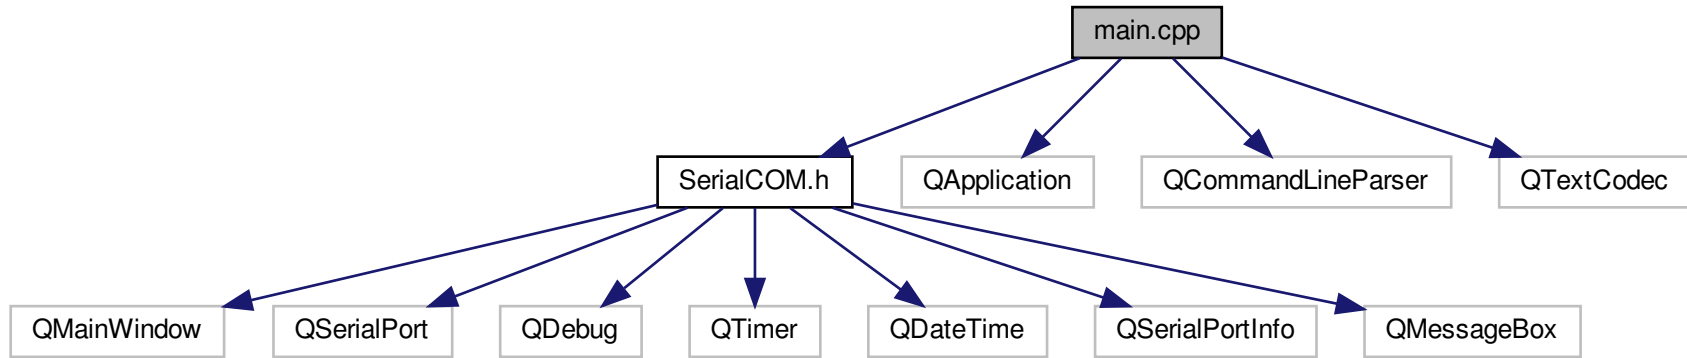 main.cpp
SerialCOM.h
QApplication
QCommandLineParser
QTextCodec
QMainWindow
QSerialPort
QDebug
QTimer
QDateTime
QSerialPortInfo
QMessageBox